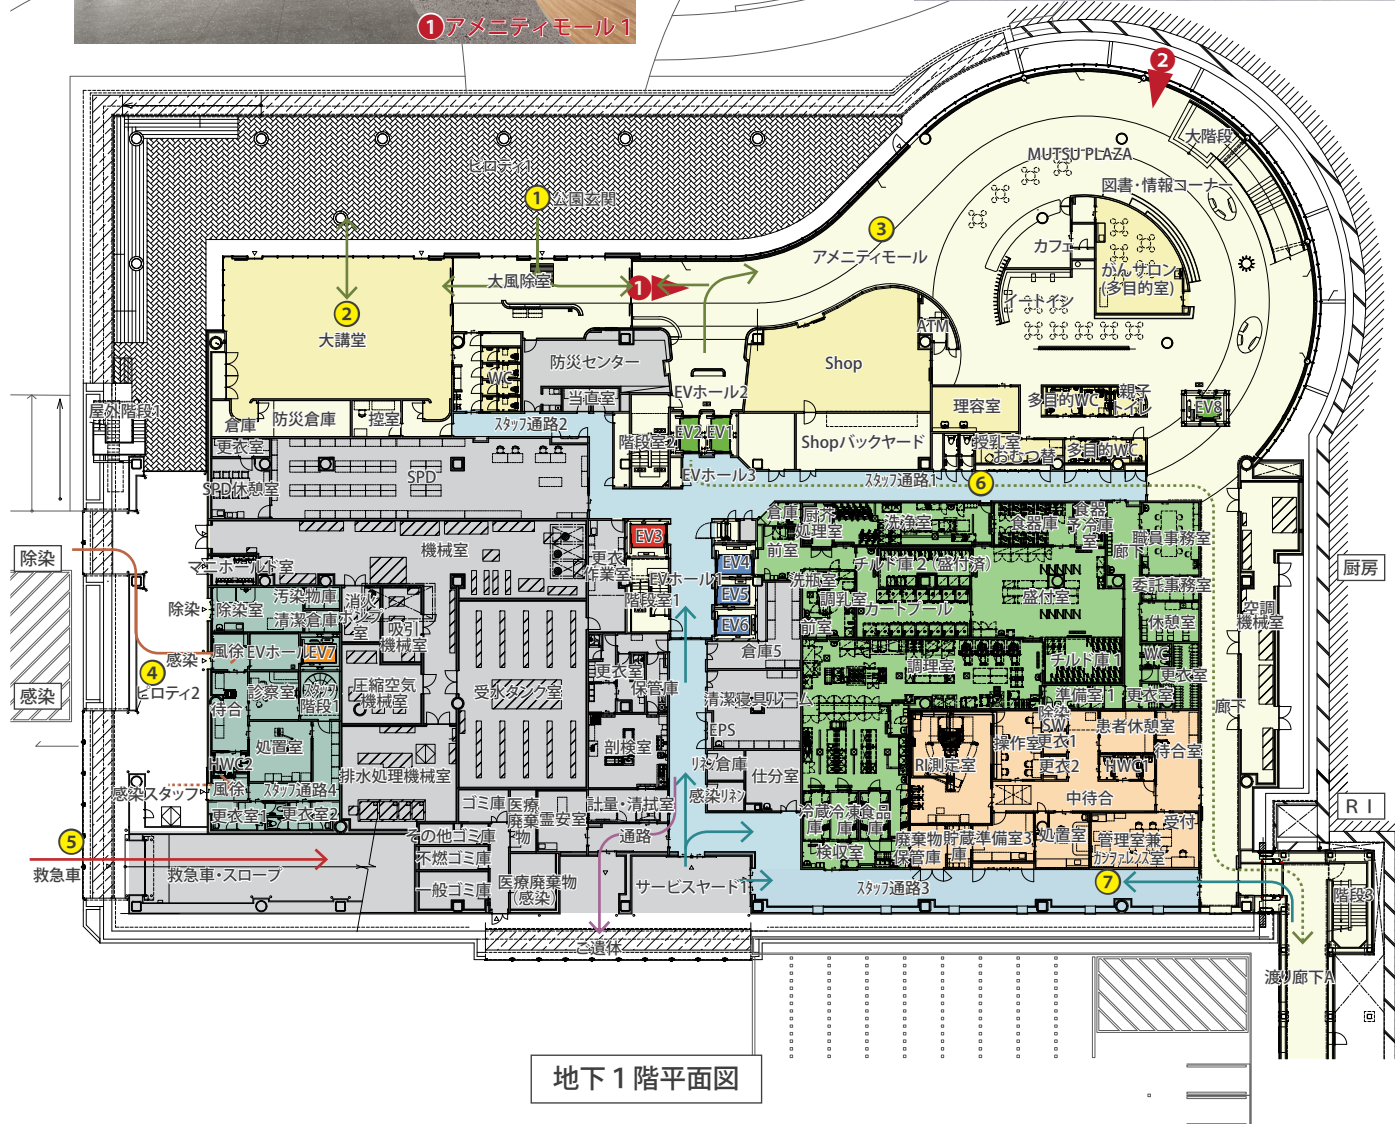 1 アメニティモール 1
2
大階段
MUTSU PLAZA
図書・情報コーナー
ピロティ1
1 公園玄関
3
アメニティモール
カフェ
がんサロン
(多目的室)
大風除室
1
イートイン
2
大講堂
ATM
防災センター
Shop
WC
EVホール2
当直室
理容室
多目的WC
親子
トイレ
EV8
屋外階段1
倉庫
防災倉庫
控室
スタッフ通路2
階段室2
EV2
EV1
Shopバックヤード
授乳室
おむつ替
多目的WC
更衣室
SPD休憩室
SPD
EVホール3
スタッフ通路1
6
倉庫
厨芥
処理室
洗浄室
食器庫
食器
予冷庫
室
職員事務室
除染
機械室
EV3
前室
廊下
マニホールド室
更衣
作業室
EVホール1
EV4
洗瓶室
チルド庫2 (盛付済)
委託事務室
厨房
除染
除染室
汚染物庫
清潔倉庫
消火
ポンプ
室
吸引
機械室
階段室1
EV5
調乳室
カートプール
盛付室
空調
機械室
EV6
前室
休憩室
感染
風除
EVホール
EV7
倉庫5
調理室
チルド庫1
WC
4
ピロティ2
感染
待合
診察室
スタッフ
階段1
圧縮空気
機械室
受水タンク室
更衣室
保管庫
清潔寝具ルーム
準備室1
更衣室
更衣室
廊下
処置室
剖検室
EPS
除染
SW
更衣1
更衣2
操作室
患者休憩室
待合室
HWC2
風除
スタッフ通路4
排水処理機械室
リネン倉庫
仕分室
RI測定室
HWC1
感染スタッフ
更衣室1
更衣室2
ゴミ庫
医療
廃棄
物
霊安室
計量・清拭室
感染リネン
中待合
R I
冷蔵
庫
冷凍
庫
食品
庫
受付
5
救急車
救急車・スロープ
その他ゴミ庫
不燃ゴミ庫
一般ゴミ庫
通路
検収室
廃棄物
保管庫
貯蔵
庫
準備室3
処置室
管理室兼
カンファレンス室
医療廃棄物
(感染)
サービスヤード1
スタッフ通路3
7
階段3
ご遺体
渡り廊下A
地下1階平面図